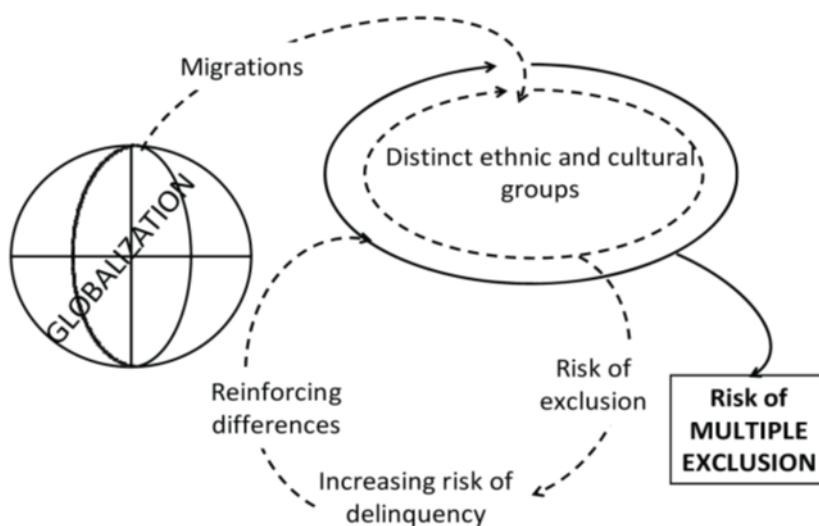 Migrations
Distinct ethnic and cultural
groups
GLOBALIZATION
Risk of
exclusion
Reinforcing
differences
Increasing risk of
delinquency
Risk of
MULTIPLE
EXCLUSION